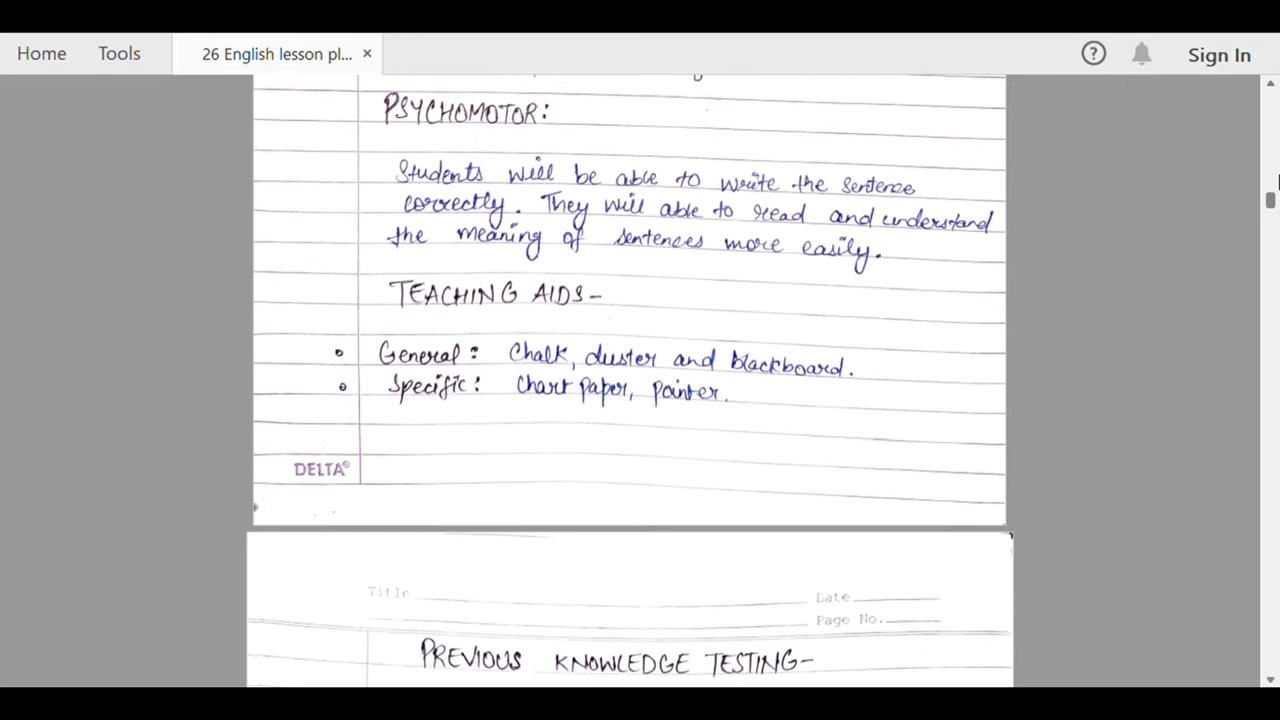 Home Tools 26 English lesson pl... × ? Sign In
PSYCHOMOTOR:
Students will be able to write the sentence
correctly. They will able to read and understand
the meaning of sentences more easily.
TEACHING AIDS-
General: Chalk, duster and blackboard.
Specific: Chart paper, pointer.
DELTA®
Title
Date
Page No.
PREVIOUS KNOWLEDGE TESTING-